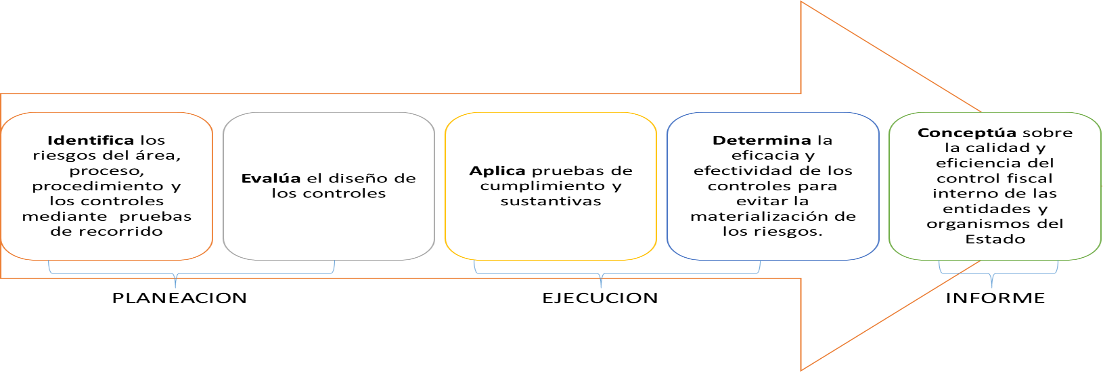 Identifica los
riesgos del área,
proceso,
procedimiento y
los controles
mediante pruebas
de recorrido
Evalúa el diseño de
los controles
Aplica pruebas de
cumplimiento y
sustantivas
Determina la
eficacia y
efectividad de los
controles para
evitar la
materialización de
los riesgos.
Conceptúa sobre
la calidad y
eficiencia del
control fiscal
interno de las
entidades y
organismos del
Estado
PLANEACION
EJECUCION
INFORME